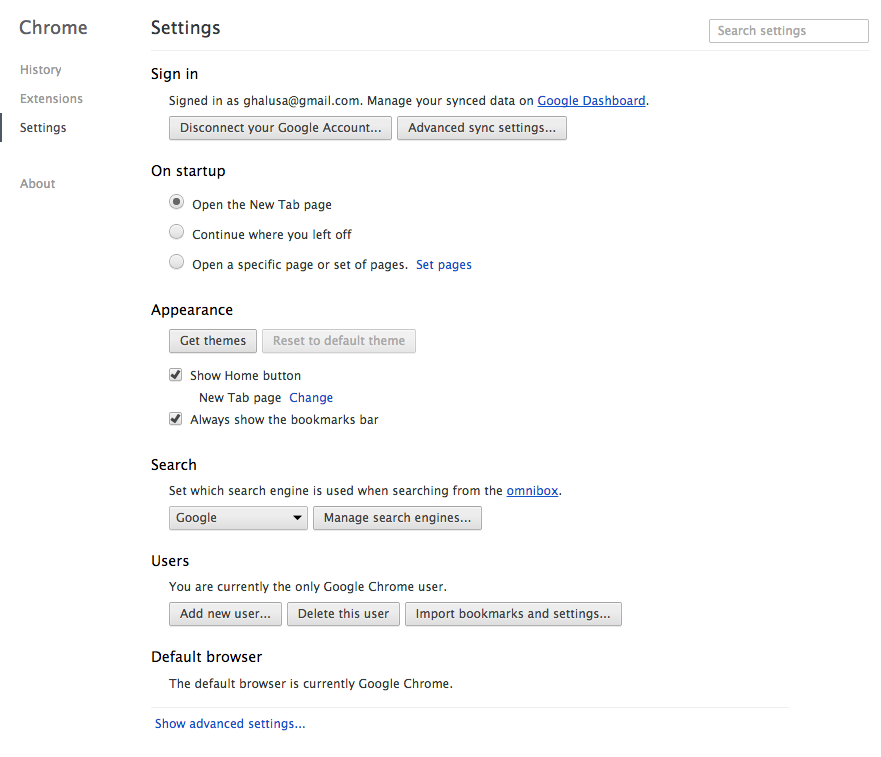 Chrome
History
Extensions
Settings
About
Settings
Search settings
Sign in
Signed in as ghalusa@gmail.com. Manage your synced data on Google Dashboard.
Disconnect your Google Account... Advanced sync settings...
On startup
Open the New Tab page
Continue where you left off
Open a specific page or set of pages. Set pages
Appearance
Get themes Reset to default theme
Show Home button
New Tab page Change
Always show the bookmarks bar
Search
Set which search engine is used when searching from the omnibox.
Google Manage search engines...
Users
You are currently the only Google Chrome user.
Add new user... Delete this user Import bookmarks and settings...
Default browser
The default browser is currently Google Chrome.
Show advanced settings...